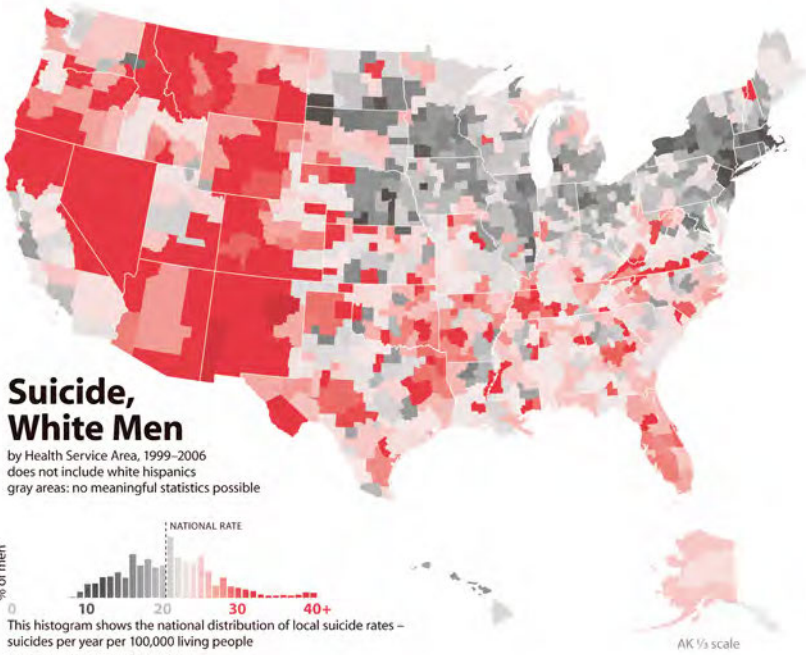 Suicide,
White Men
by Health Service Area, 1999–2006
does not include white hispanics
gray areas: no meaningful statistics possible
NATIONAL RATE
% of men
0 10 20 30 40+
This histogram shows the national distribution of local suicide rates –
suicides per year per 100,000 living people
AK ⅓ scale